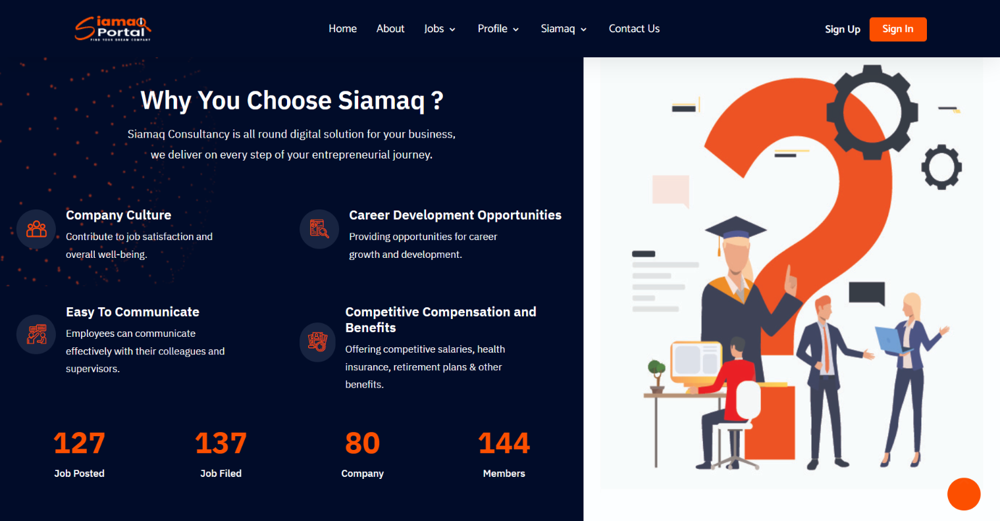 Siamaq
Portal
FIND YOUR DREAM COMPANY
Home
About
Jobs
Profile
Siamaq
Contact Us
Sign Up
Sign In
Why You Choose Siamaq ?
Siamaq Consultancy is all round digital solution for your business,
we deliver on every step of your entrepreneurial journey.
Company Culture
Contribute to job satisfaction and
overall well-being.
Career Development Opportunities
Providing opportunities for career
growth and development.
Easy To Communicate
Employees can communicate
effectively with their colleagues and
supervisors.
Competitive Compensation and
Benefits
Offering competitive salaries, health
insurance, retirement plans & other
benefits.
127
Job Posted
137
Job Filed
80
Company
144
Members